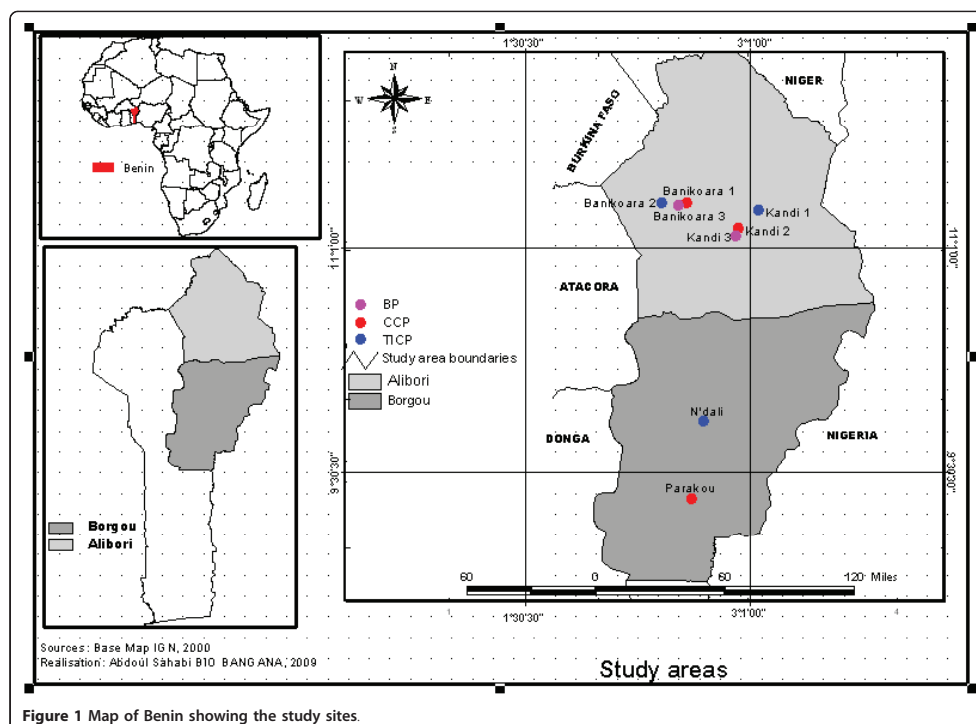 Benin
Borgou
Alibori
Sources: Base Map IGN, 2000
Realisation: Abdoul Sahabi BIO BANGANA, 2009
1°30'30"
3°1'00"
N
W
E
S
NIGER
BURKINA FASO
Banikoara 1
Banikoara 2
Banikoara 3
Kandi 1
Kandi 2
Kandi 3
11°1'00"
11°1'00"
ATACORA
BP
CCP
TICP
Study area boundaries
Alibori
Borgou
N'dali
DONGA
NIGERIA
9°30'30"
9°30'30"
Parakou
60
0
60
120 Miles
1
4
1°30'30"
3°1'00"
Study areas
Figure 1 Map of Benin showing the study sites.